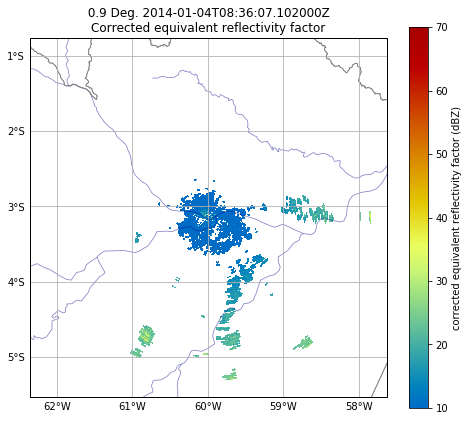 0.9 Deg. 2014-01-04T08:36:07.102000Z
Corrected equivalent reflectivity factor
1°S
2°S
3°S
4°S
5°S
62°W 61°W 60°W 59°W 58°W
70
60
50
40
30
20
10
corrected equivalent reflectivity factor (dBZ)